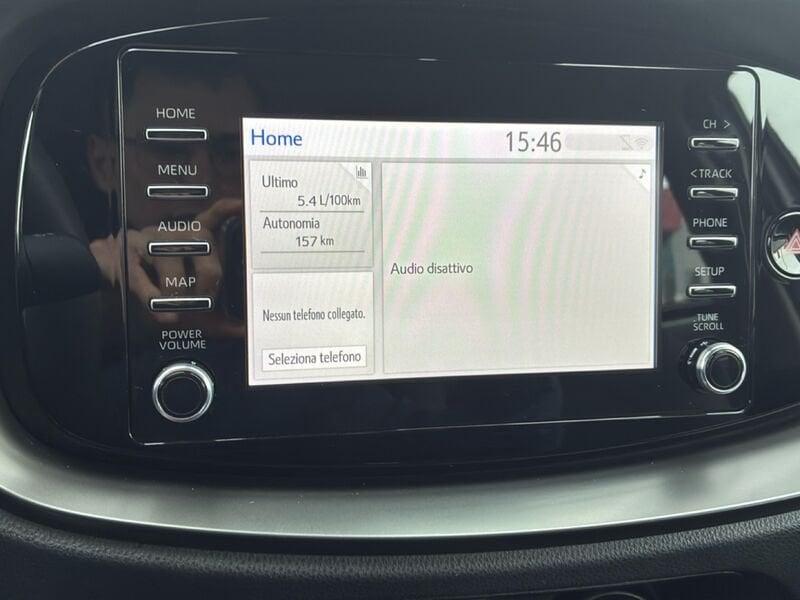 HOME
MENU
AUDIO
MAP
POWER
VOLUME
Home
15:46
Ultimo
5.4 L/100km
Autonomia
157 km
Nessun telefono collegato.
Seleziona telefono
Audio disattivo
CH >
< TRACK
PHONE
SETUP
TUNE
SCROLL